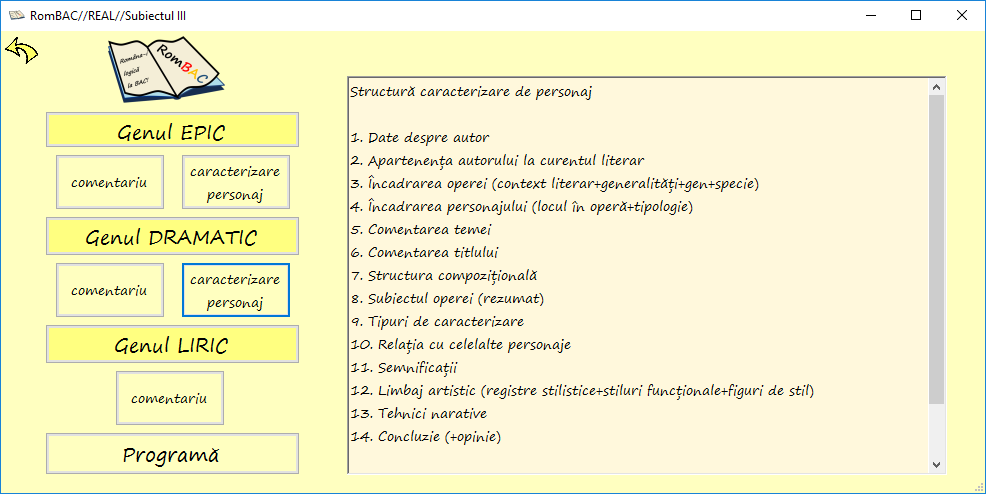 RomBAC//REAL//Subiectul III
Româna-i
logică
la BAC!
RomBAC
Genul EPIC
comentariu
caracterizare
personaj
Genul DRAMATIC
comentariu
caracterizare
personaj
Genul LIRIC
comentariu
Programă
Structură caracterizare de personaj
1. Date despre autor
2. Apartenența autorului la curentul literar
3. Încadrarea operei (context literar+generalități+gen+specie)
4. Încadrarea personajului (locul în operă+tipologie)
5. Comentarea temei
6. Comentarea titlului
7. Structura compozițională
8. Subiectul operei (rezumat)
9. Tipuri de caracterizare
10. Relația cu celelalte personaje
11. Semnificații
12. Limbaj artistic (registre stilistice+stiluri funcționale+figuri de stil)
13. Tehnici narative
14. Concluzie (+opinie)